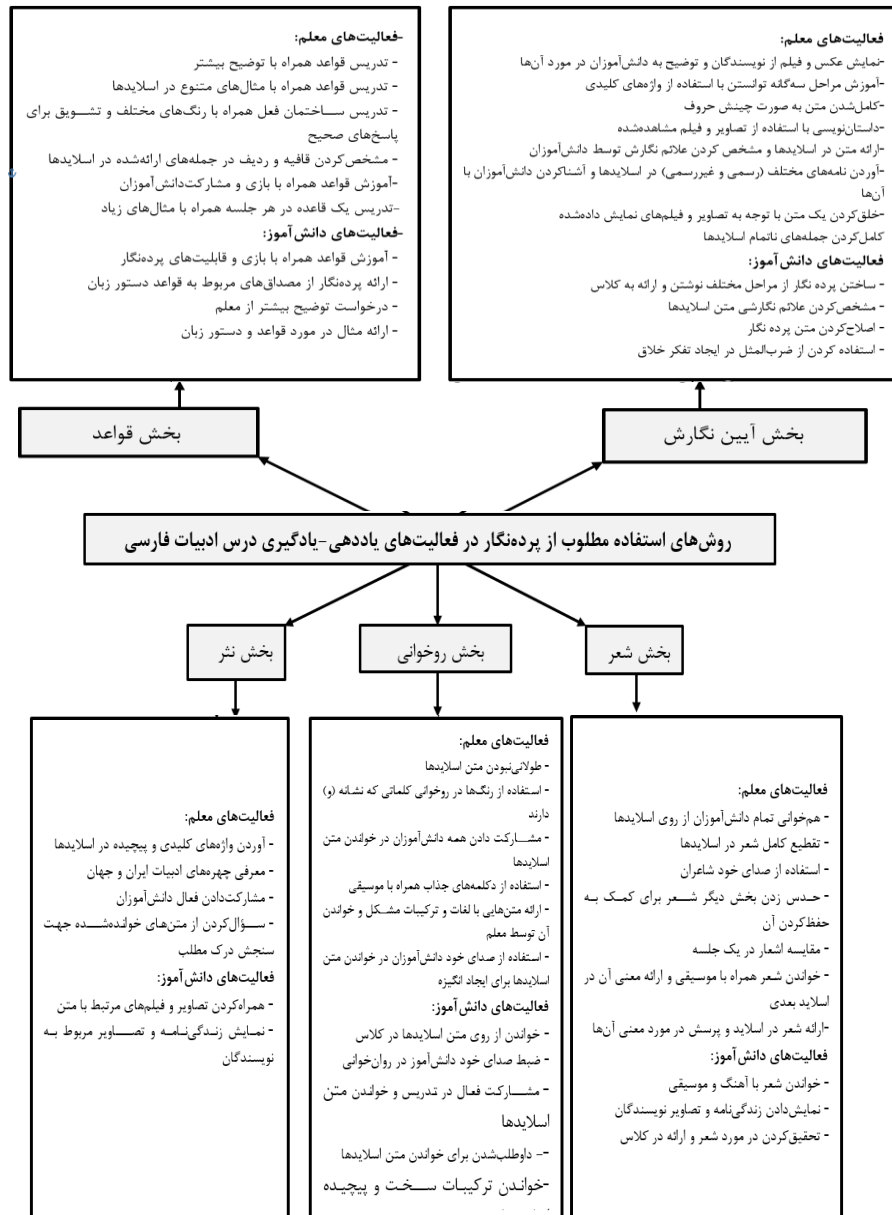 فعالیت‌های معلم:
-نمایش عکس و فیلم از نویسندگان و توضیح به دانش‌آموزان در مورد آن‌ها
-آموزش مراحل سه‌گانه توانستن با استفاده از واژه‌های کلیدی
-کامل‌شدن متن به صورت چینش حروف
-داستان‌نویسی با استفاده از تصاویر و فیلم مشاهده‌شده
-ارائه متن در اسلایدها و مشخص کردن علائم نگارش توسط دانش‌آموزان
-آوردن نامه‌های مختلف (رسمی و غیررسمی) در اسلایدها و آشناکردن دانش‌آموزان با
آن‌ها
-خلق‌کردن یک متن با توجه به تصاویر و فیلم‌های نمایش داده‌شده
کامل‌کردن جمله‌های ناتمام اسلایدها
فعالیت‌های دانش‌آموز:
- ساختن پرده نگار از مراحل مختلف نوشتن و ارائه به کلاس
- مشخص‌کردن علائم نگارشی متن اسلایدها
- اصلاح‌کردن متن پرده نگار
- استفاده کردن از ضرب‌المثل در ایجاد تفکر خلاق
-فعالیت‌های معلم:
- تدریس قواعد همراه با توضیح بیشتر
- تدریس قواعد همراه با مثال‌های متنوع در اسلایدها
- تدریس ساختمان فعل همراه با رنگ‌های مختلف و تشویق برای
پاسخ‌های صحیح
- مشخص‌کردن قافیه و ردیف در جمله‌های ارائه‌شده در اسلایدها
-آموزش قواعد همراه با بازی و مشارکت‌دانش‌آموزان
-تدریس یک قاعده در هر جلسه همراه با مثال‌های زیاد
-فعالیت‌های دانش‌آموز:
- آموزش قواعد همراه با بازی و قابلیت‌های پرده‌نگار
- ارائه پرده‌نگار از مصداق‌های مربوط به قواعد دستور زبان
- درخواست توضیح بیشتر از معلم
- ارائه مثال در مورد قواعد و دستور زبان
بخش آیین نگارش
بخش قواعد
روش‌های استفاده مطلوب از پرده‌نگار در فعالیت‌های یاددهی-یادگیری درس ادبیات فارسی
بخش شعر
بخش روخوانی
بخش نثر
فعالیت‌های معلم:
- هم‌خوانی تمام دانش‌آموزان از روی اسلایدها
- تقطیع کامل شعر در اسلایدها
- استفاده از صدای خود شاعران
- حدس زدن بخش دیگر شعر برای کمک به
حفظ‌کردن آن
- مقایسه اشعار در یک جلسه
- خواندن شعر همراه با موسیقی و ارائه معنی آن در
اسلاید بعدی
-ارائه شعر در اسلاید و پرسش در مورد معنی آن‌ها
فعالیت‌های دانش‌آموز:
- خواندن شعر با آهنگ و موسیقی
- نمایش‌دادن زندگی‌نامه و تصاویر نویسندگان
- تحقیق‌کردن در مورد شعر و ارائه در کلاس
فعالیت‌های معلم:
- طولانی‌نبودن متن اسلایدها
- استفاده از رنگ‌ها در روخوانی کلماتی که نشانه (و)
دارند
- مشارکت دادن همه دانش‌آموزان در خواندن متن
اسلایدها
- استفاده از دکلمه‌های جذاب همراه با موسیقی
- ارائه متن‌هایی با لغات و ترکیبات مشکل و خواندن
آن توسط معلم
- استفاده از صدای خود دانش‌آموزان در خواندن متن
اسلایدها برای ایجاد انگیزه
فعالیت‌های دانش‌آموز:
- خواندن از روی متن اسلایدها در کلاس
- ضبط صدای خود دانش‌آموز در روان‌خوانی
- مشارکت فعال در تدریس و خواندن متن
اسلایدها
-- داوطلب‌شدن برای خواندن متن اسلایدها
-خواندن ترکیبات سخت و پیچیده
فعالیت‌های معلم:
- آوردن واژه‌های کلیدی و پیچیده در اسلایدها
- معرفی چهره‌های ادبیات ایران و جهان
- مشارکت‌دادن فعال دانش‌آموزان
- سؤال‌کردن از متن‌های خوانده‌شده جهت
سنجش درک مطلب
فعالیت‌های دانش‌آموز:
- همراه‌کردن تصاویر و فیلم‌های مرتبط با متن
- نمایش زندگی‌نامه و تصاویر مربوط به
نویسندگان